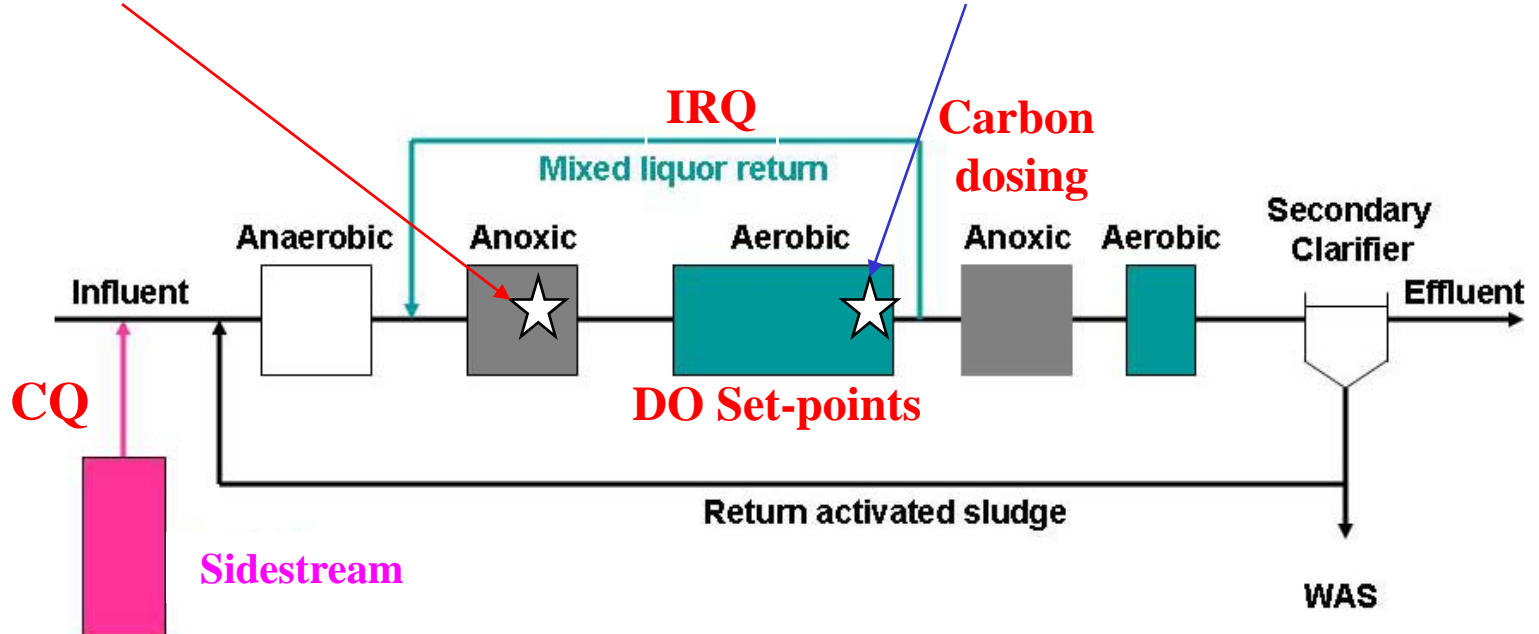 IRQ
Carbon
dosing
Mixed liquor return
Secondary
Clarifier
Anaerobic
Anoxic
Aerobic
Anoxic
Aerobic
Influent
Effluent
CQ
DO Set-points
Return activated sludge
Sidestream
WAS